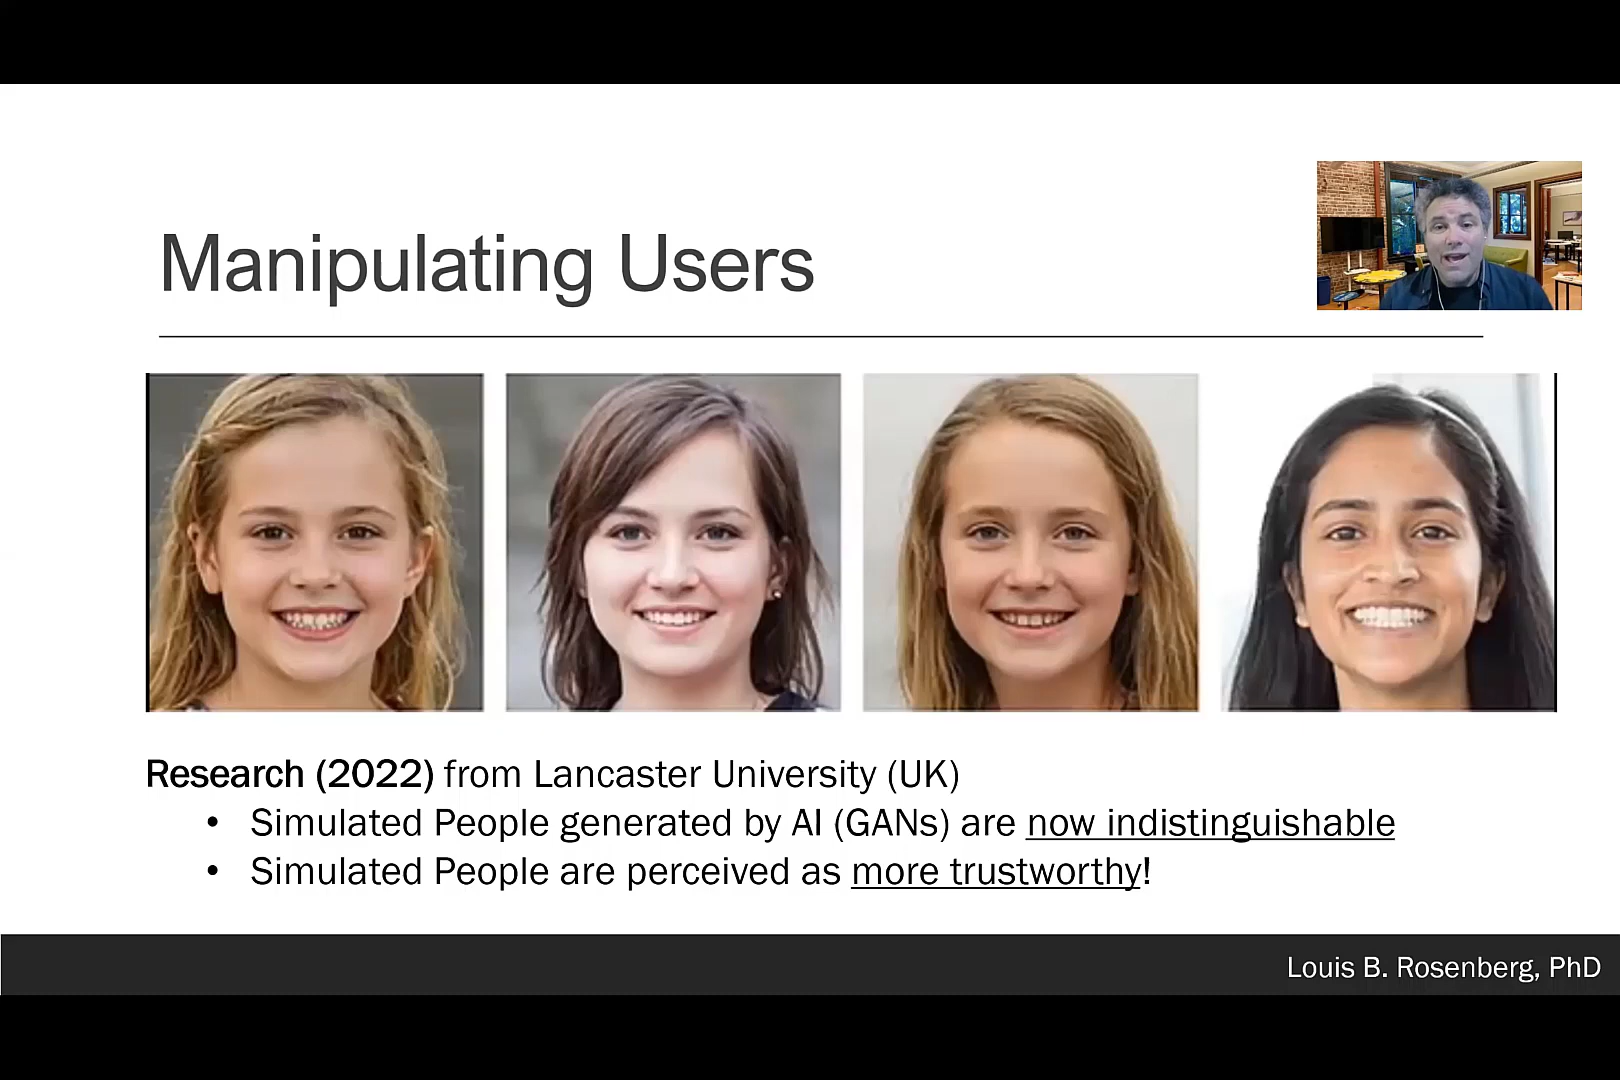 Manipulating Users
Research (2022) from Lancaster University (UK)
• Simulated People generated by AI (GANs) are now indistinguishable
• Simulated People are perceived as more trustworthy!
Louis B. Rosenberg, PhD